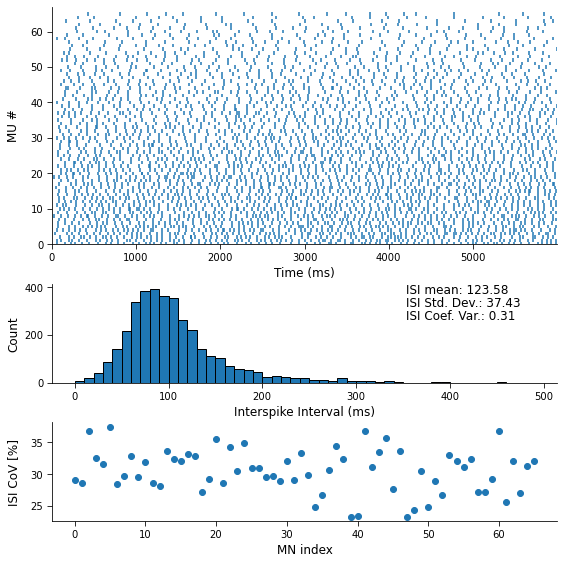 MU #
60
50
40
30
20
10
0
0 1000 2000 3000 4000 5000
Time (ms)
Count
400
200
0
ISI mean: 123.58
ISI Std. Dev.: 37.43
ISI Coef. Var.: 0.31
0 100 200 300 400 500
Interspike Interval (ms)
ISI CoV [%]
35
30
25
0 10 20 30 40 50 60
MN index